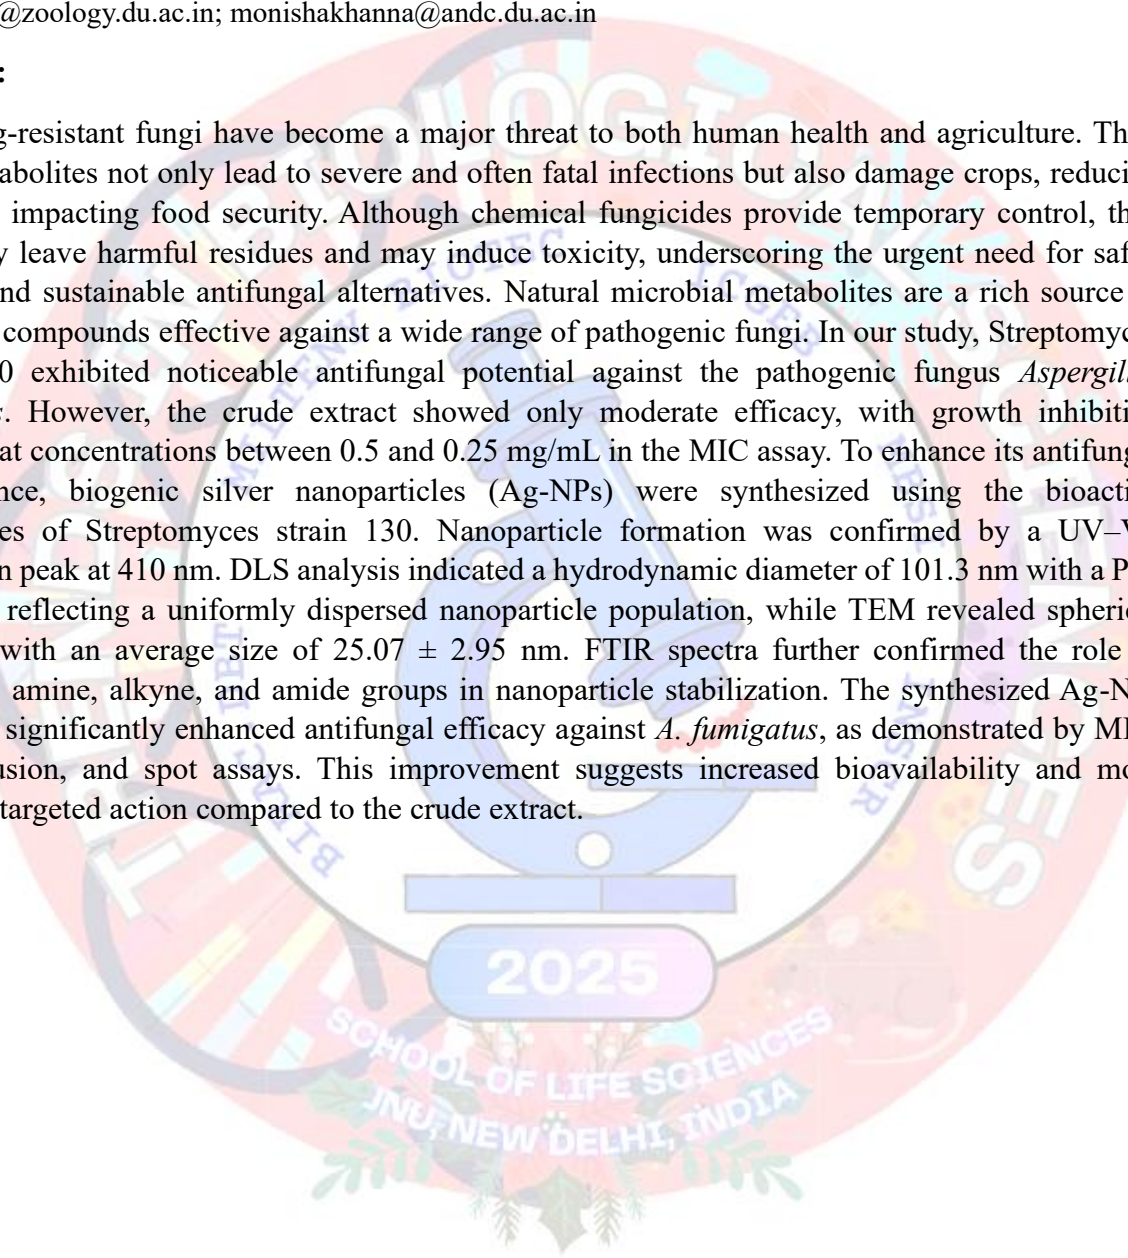 @zoology.du.ac.in; monishakhanna@andc.du.ac.in
:
g-resistant fungi have become a major threat to both human health and agriculture. Th
abolites not only lead to severe and often fatal infections but also damage crops, reduci
impacting food security. Although chemical fungicides provide temporary control, th
y leave harmful residues and may induce toxicity, underscoring the urgent need for saf
nd sustainable antifungal alternatives. Natural microbial metabolites are a rich source
compounds effective against a wide range of pathogenic fungi. In our study, Streptomyc
0 exhibited noticeable antifungal potential against the pathogenic fungus Aspergill
s. However, the crude extract showed only moderate efficacy, with growth inhibiti
at concentrations between 0.5 and 0.25 mg/mL in the MIC assay. To enhance its antifung
nce, biogenic silver nanoparticles (Ag-NPs) were synthesized using the bioacti
es of Streptomyces strain 130. Nanoparticle formation was confirmed by a UV–V
n peak at 410 nm. DLS analysis indicated a hydrodynamic diameter of 101.3 nm with a P
reflecting a uniformly dispersed nanoparticle population, while TEM revealed spheric
with an average size of 25.07 ± 2.95 nm. FTIR spectra further confirmed the role
amine, alkyne, and amide groups in nanoparticle stabilization. The synthesized Ag-N
significantly enhanced antifungal efficacy against A. fumigatus, as demonstrated by MI
usion, and spot assays. This improvement suggests increased bioavailability and mo
targeted action compared to the crude extract.
TRENDS IN BIOLOGICAL SCIENCES
2025
SCHOOL OF LIFE SCIENCES
JNU, NEW DELHI, INDIA